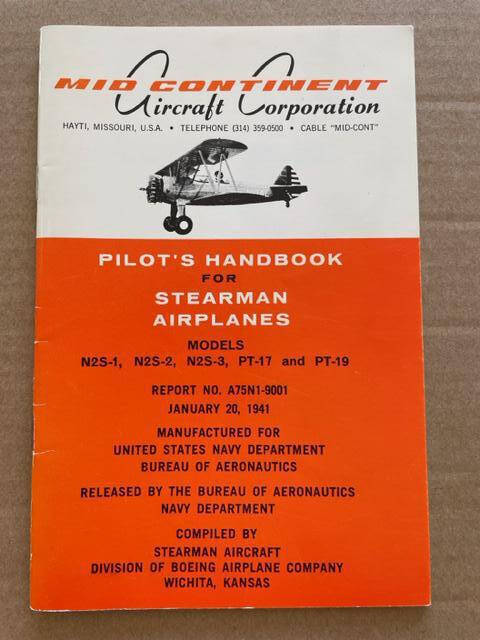 MID CONTINENT
Aircraft Corporation
HAYTI, MISSOURI, U.S.A. • TELEPHONE (314) 359-0500 • CABLE "MID-CONT"
PILOT'S HANDBOOK
FOR
STEARMAN
AIRPLANES
MODELS
N2S-1, N2S-2, N2S-3, PT-17 and PT-19
REPORT NO. A75N1-9001
JANUARY 20, 1941
MANUFACTURED FOR
UNITED STATES NAVY DEPARTMENT
BUREAU OF AERONAUTICS
RELEASED BY THE BUREAU OF AERONAUTICS
NAVY DEPARTMENT
COMPILED BY
STEARMAN AIRCRAFT
DIVISION OF BOEING AIRPLANE COMPANY
WICHITA, KANSAS